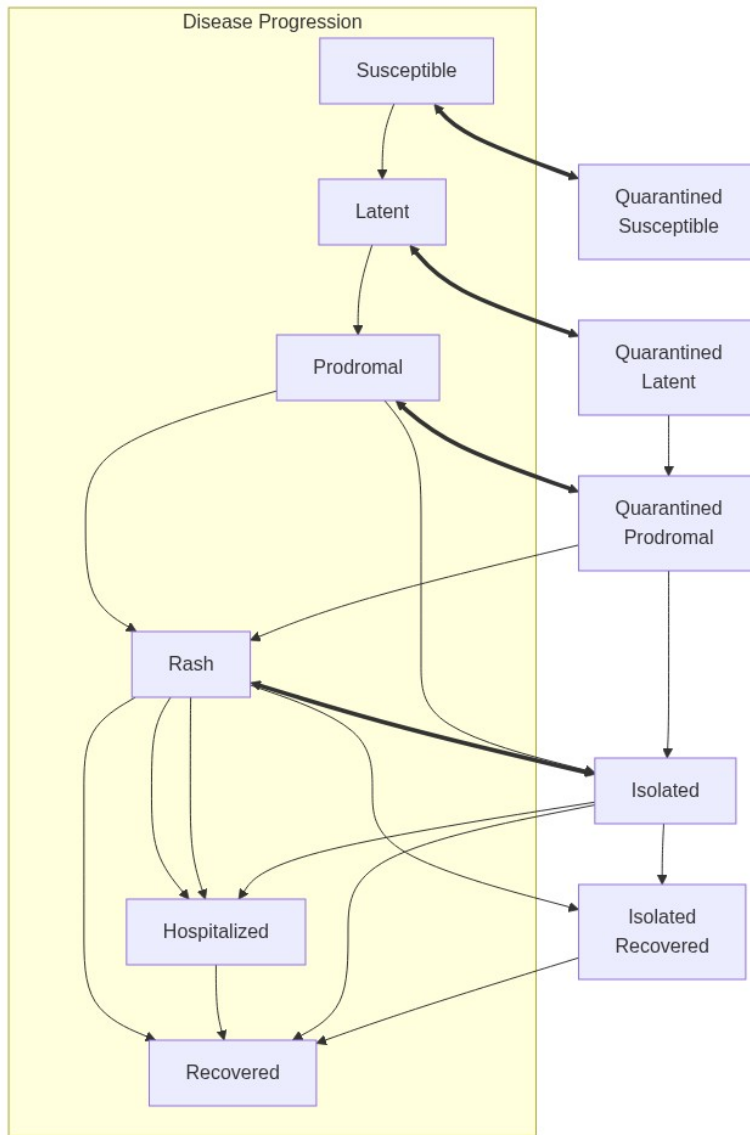 Disease Progression
Susceptible
Quarantined
Susceptible
Latent
Quarantined
Latent
Prodromal
Quarantined
Prodromal
Rash
Isolated
Hospitalized
Isolated
Recovered
Recovered